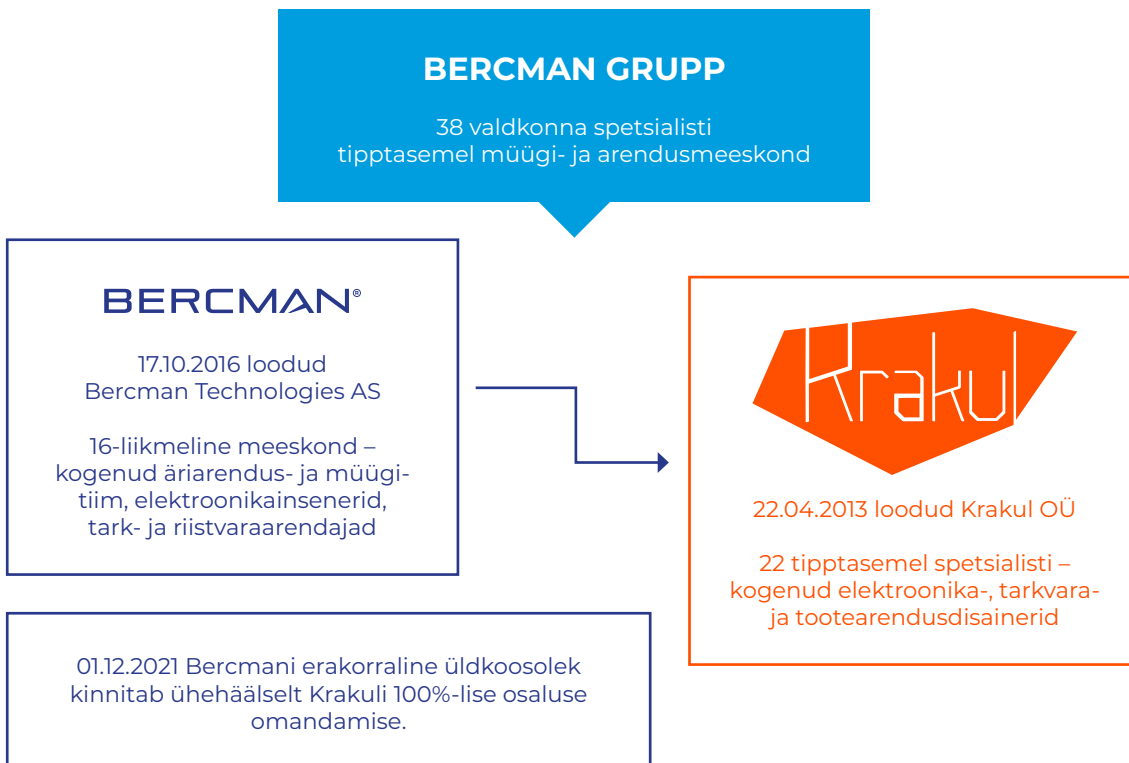 BERCMAN GRUPP
38 valdkonna spetsialisti
tipptasemel müügi- ja arendusmeeskond
BERCMAN®
17.10.2016 loodud
Bercman Technologies AS
16-liikmeline meeskond –
kogenud äriarendus- ja müügi-
tiim, elektroonikainsenerid,
tark- ja riistvaraarendajad
Krakul
22.04.2013 loodud Krakul OÜ
22 tipptasemel spetsialisti –
kogenud elektroonika-, tarkvara-
ja tootearendusdisainerid
01.12.2021 Bercmani erakorraline üldkoosolek
kinnitab ühehäälselt Krakuli 100%-lise osaluse
omandamise.